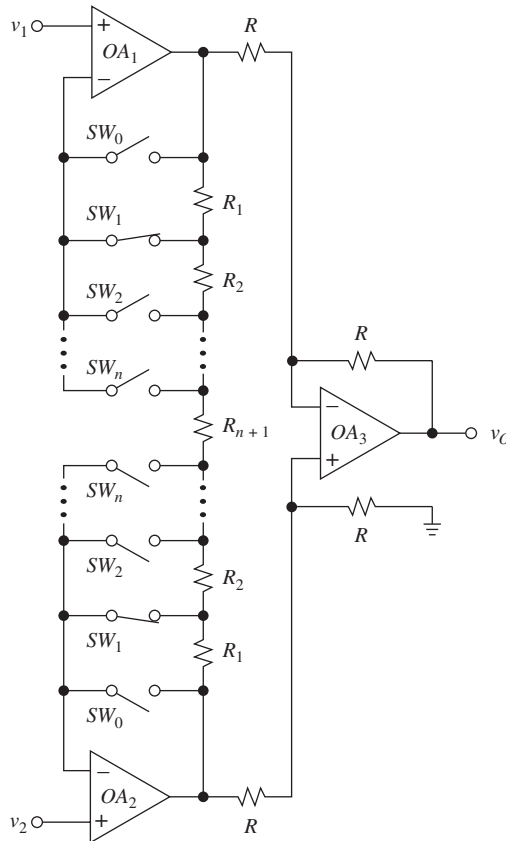 v1
+
OA1
−
R
SW0
R1
SW1
R2
SW2
SWn
R
Rn + 1
−
OA3
+
vO
SWn
R
SW2
R2
SW1
R1
SW0
−
OA2
+
v2
R